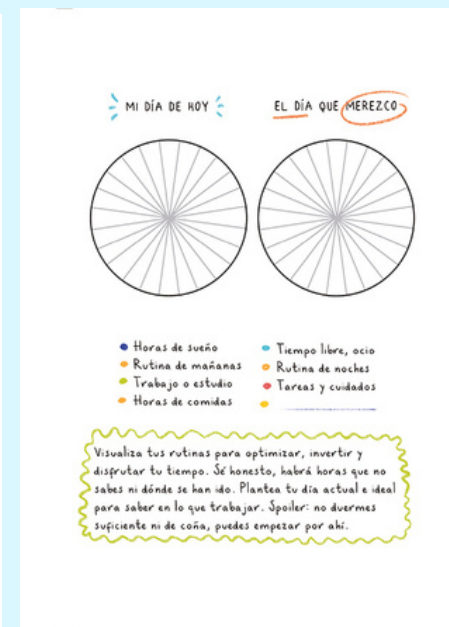 MI DÍA DE HOY
EL DÍA QUE MEREZCO
Horas de sueño
Rutina de mañanas
Trabajo o estudio
Horas de comidas
Tiempo libre, ocio
Rutina de noches
Tareas y cuidados
Visualiza tus rutinas para optimizar, invertir y
disfrutar tu tiempo. Sé honesto, habrá horas que no
sabes ni dónde se han ido. Plantea tu día actual e ideal
para saber en lo que trabajar. Spoiler: no duermes
suficiente ni de coña, puedes empezar por ahí.